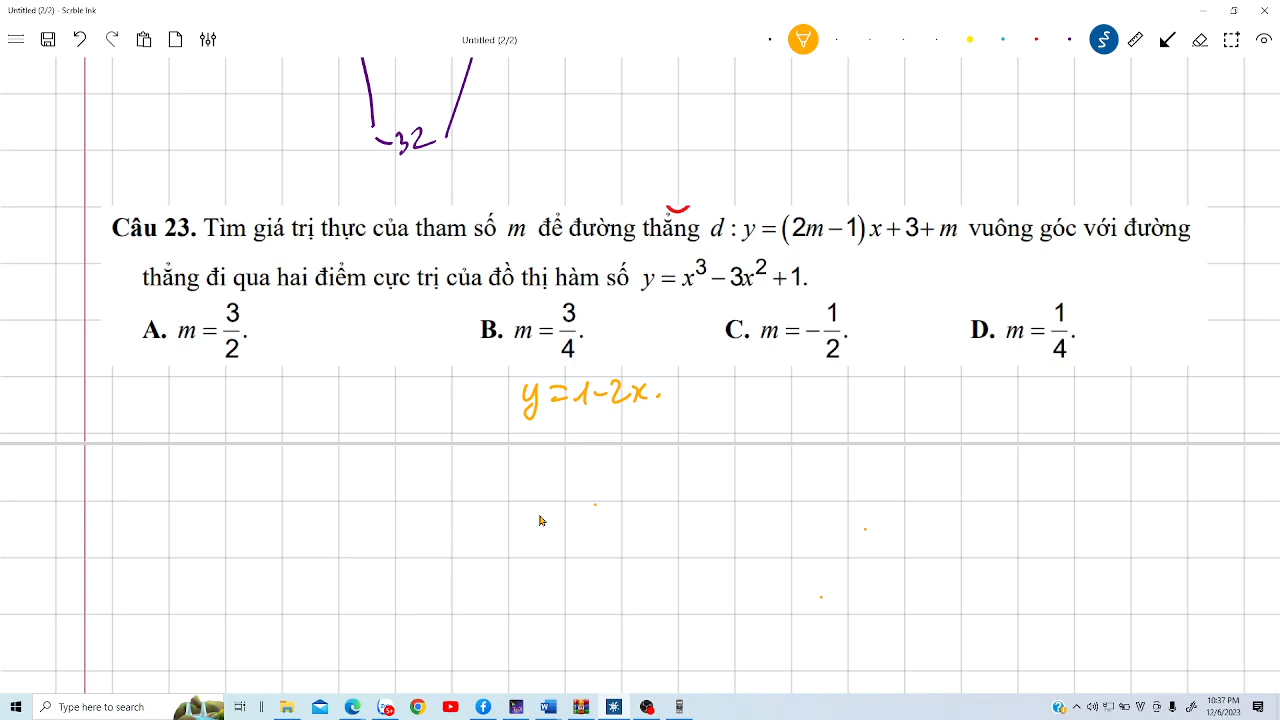 Untitled (2/2) - Scrble Ink
Untitled (2/2)
-32
Câu 23. Tìm giá trị thực của tham số m để đường thẳng d : y = (2m − 1)x + 3 + m vuông góc với đường
thẳng đi qua hai điểm cực trị của đồ thị hàm số y = x³ − 3x² + 1.
A. m = 3/2. B. m = 3/4. C. m = −1/2. D. m = 1/4.
y = 1 - 2x.
Type here to search
10:37 PM
12/6/2023